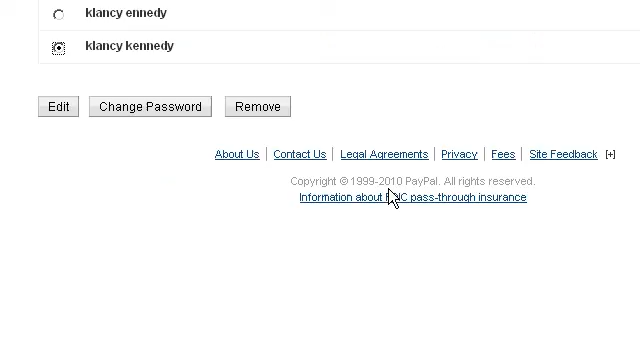 klancy ennedy
klancy kennedy
Edit Change Password Remove
About Us Contact Us Legal Agreements Privacy Fees Site Feedback [+]
Copyright © 1999-2010 PayPal. All rights reserved.
Information about pass-through insurance